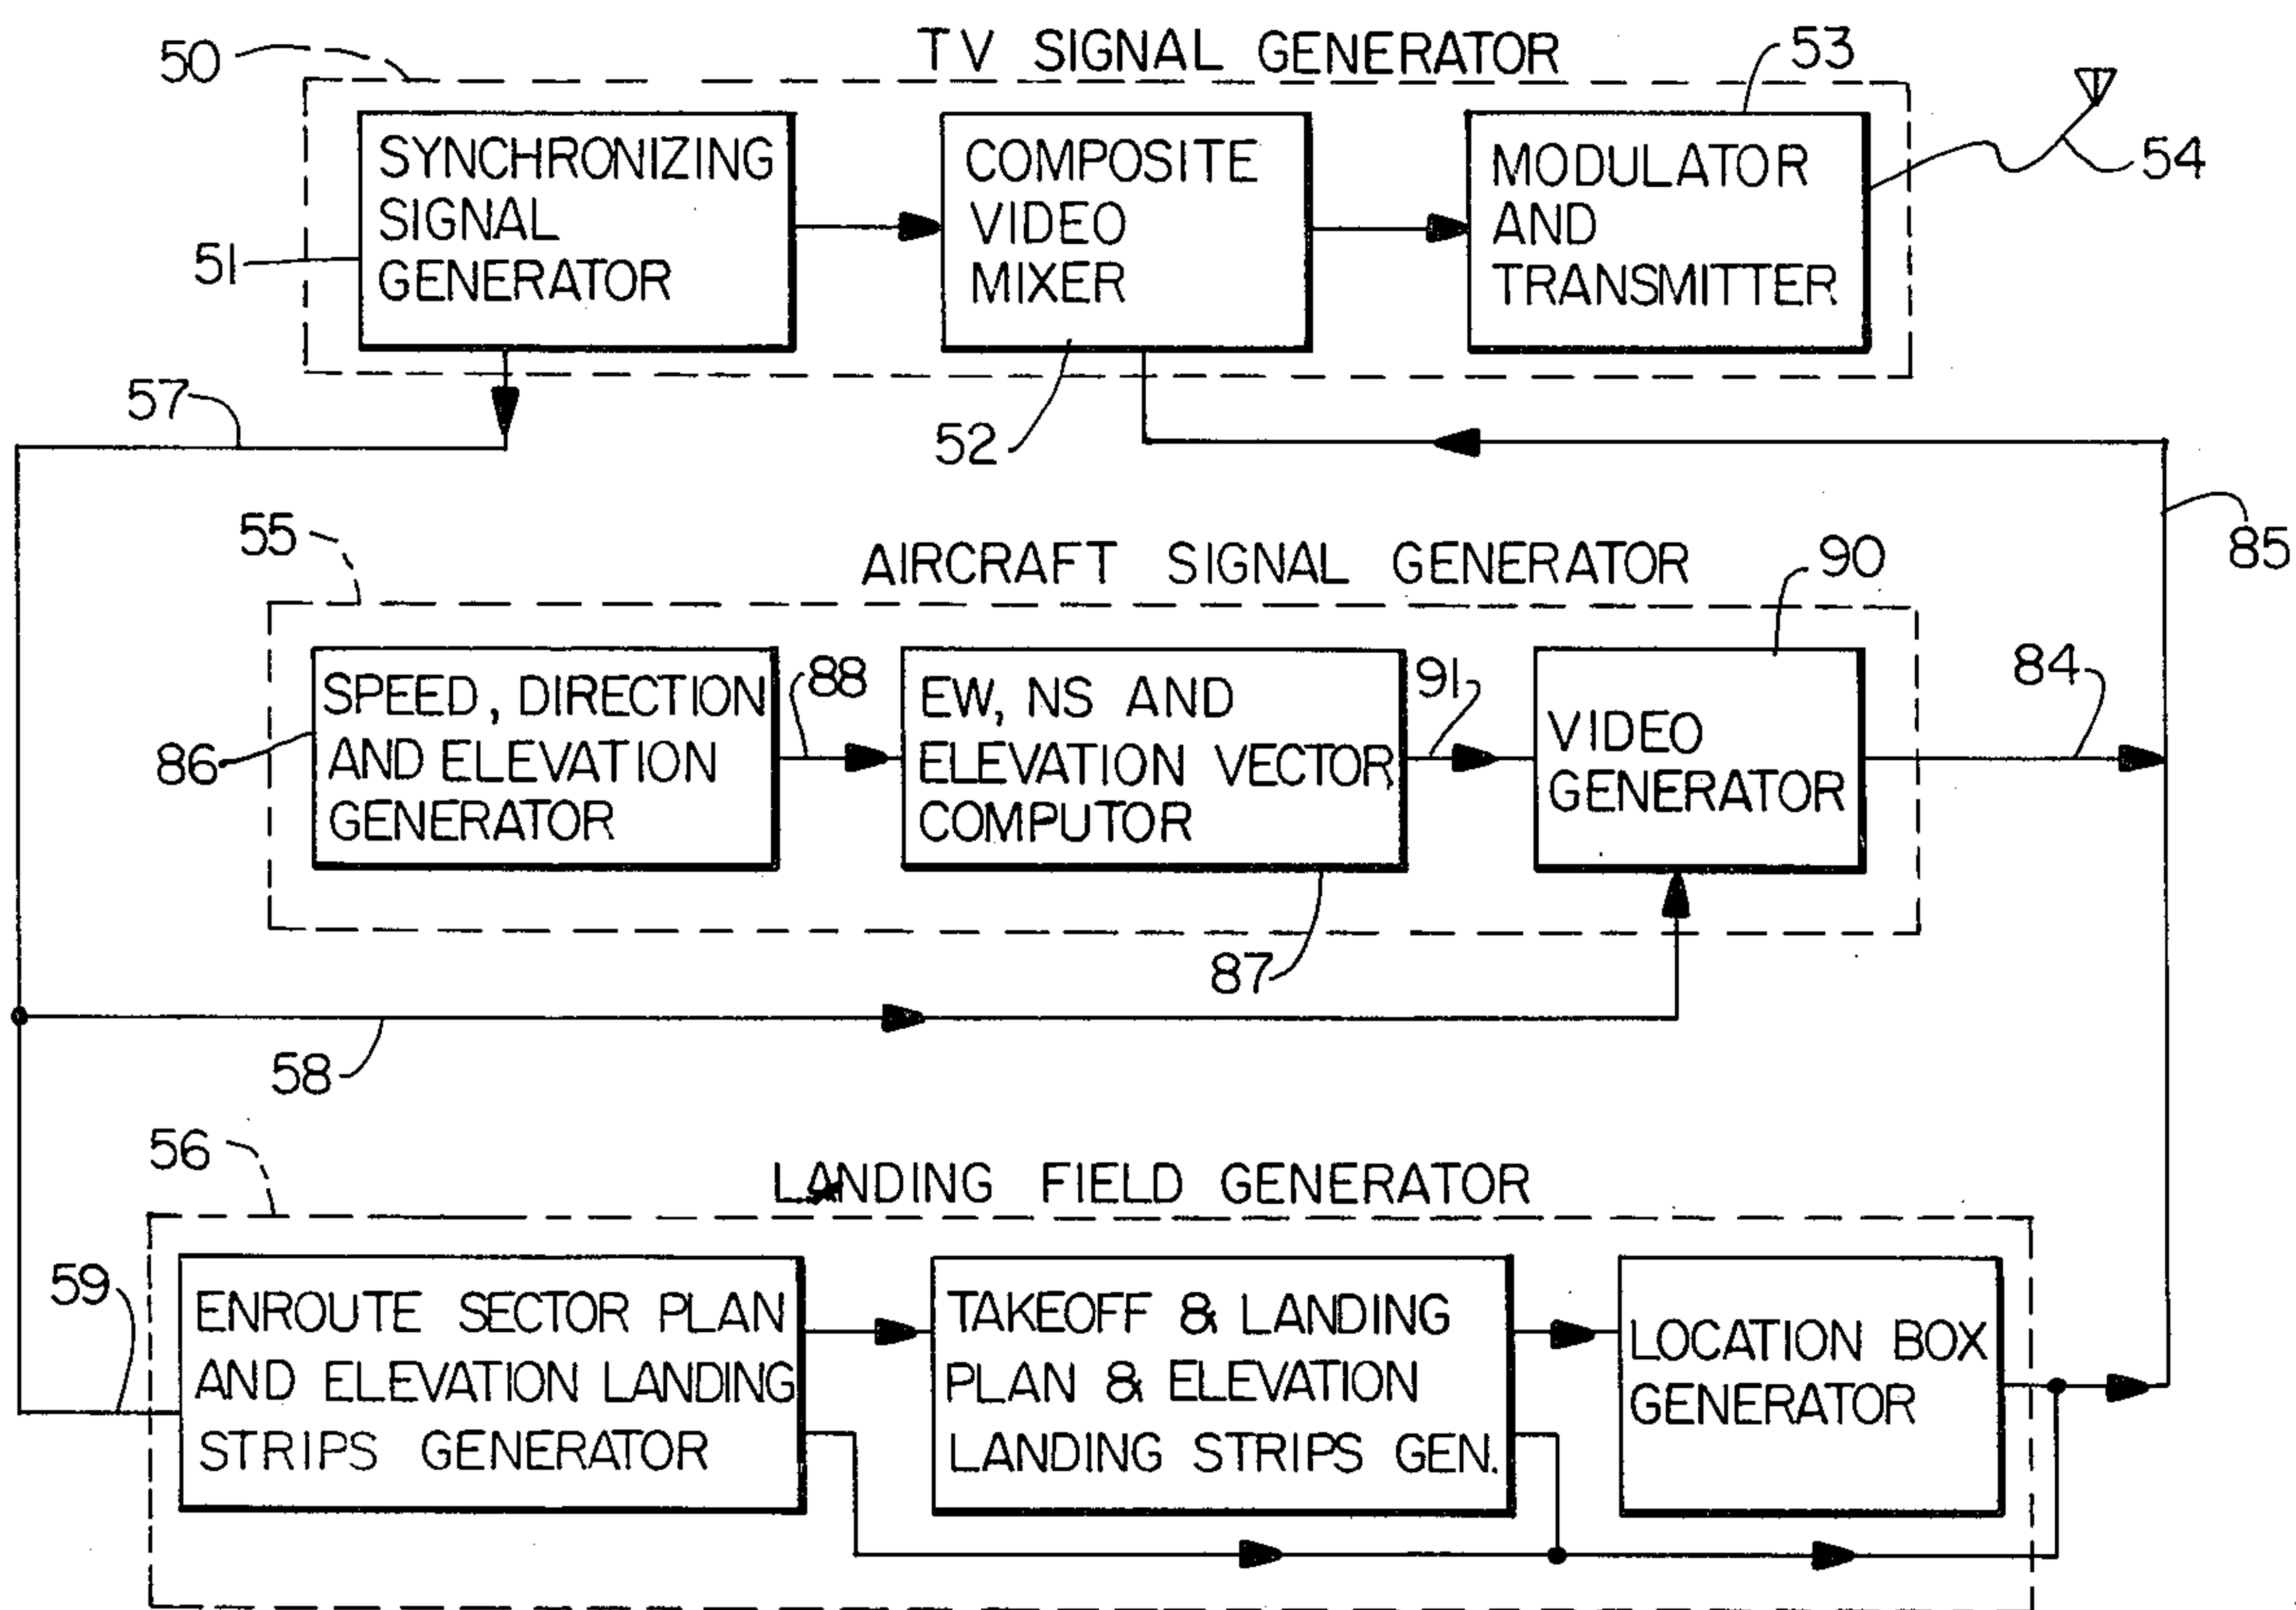 TV SIGNAL GENERATOR
50
53
54
SYNCHRONIZING
SIGNAL
GENERATOR
51
COMPOSITE
VIDEO
MIXER
52
MODULATOR
AND
TRANSMITTER
57
85
55
AIRCRAFT SIGNAL GENERATOR
90
SPEED, DIRECTION
AND ELEVATION
GENERATOR
86
88
EW, NS AND
ELEVATION VECTOR
COMPUTOR
87
91
VIDEO
GENERATOR
84
58
56
LANDING FIELD GENERATOR
59
ENROUTE SECTOR PLAN
AND ELEVATION LANDING
STRIPS GENERATOR
TAKEOFF & LANDING
PLAN & ELEVATION
LANDING STRIPS GEN.
LOCATION BOX
GENERATOR